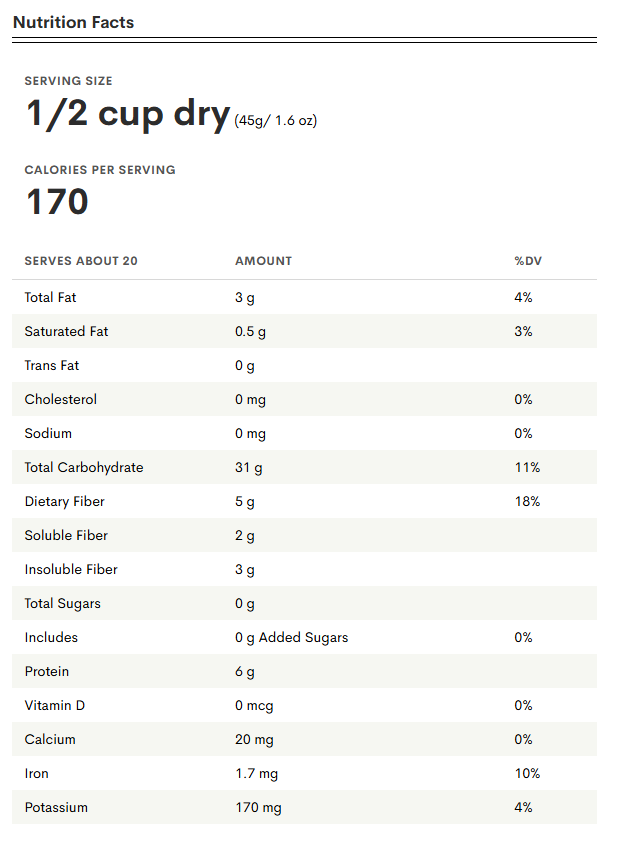 Nutrition Facts
SERVING SIZE
1/2 cup dry (45g/ 1.6 oz)
CALORIES PER SERVING
170
SERVES ABOUT 20 AMOUNT %DV
Total Fat 3 g 4%
Saturated Fat 0.5 g 3%
Trans Fat 0 g
Cholesterol 0 mg 0%
Sodium 0 mg 0%
Total Carbohydrate 31 g 11%
Dietary Fiber 5 g 18%
Soluble Fiber 2 g
Insoluble Fiber 3 g
Total Sugars 0 g
Includes 0 g Added Sugars 0%
Protein 6 g
Vitamin D 0 mcg 0%
Calcium 20 mg 0%
Iron 1.7 mg 10%
Potassium 170 mg 4%